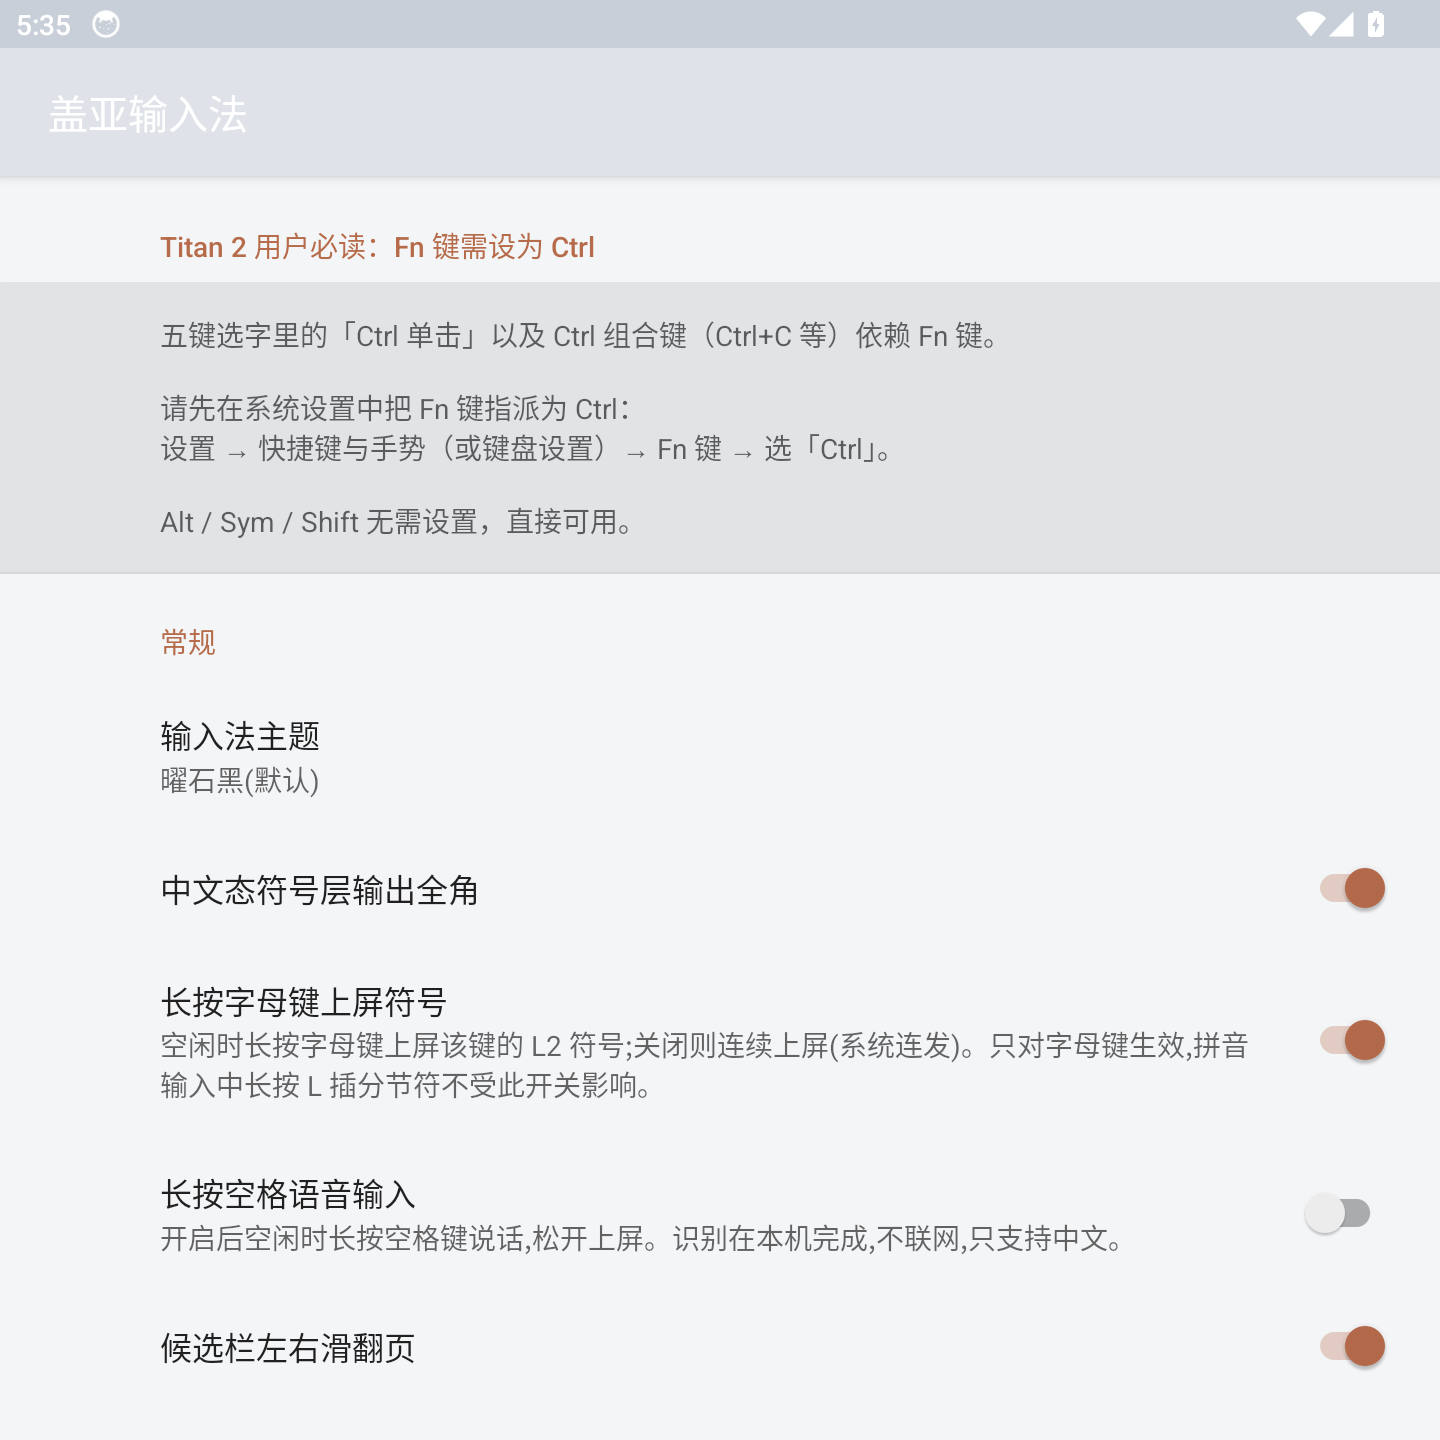 5:35
盖亚输入法
Titan 2 用户必读：Fn 键需设为 Ctrl
五键选字里的「Ctrl 单击」以及 Ctrl 组合键（Ctrl+C 等）依赖 Fn 键。
请先在系统设置中把 Fn 键指派为 Ctrl：
设置 → 快捷键与手势（或键盘设置）→ Fn 键 → 选「Ctrl」。
Alt / Sym / Shift 无需设置，直接可用。
常规
输入法主题
曜石黑(默认)
中文态符号层输出全角
长按字母键上屏符号
空闲时长按字母键上屏该键的 L2 符号;关闭则连续上屏(系统连发)。只对字母键生效,拼音
输入中长按 L 插分节符不受此开关影响。
长按空格语音输入
开启后空闲时长按空格键说话,松开上屏。识别在本机完成,不联网,只支持中文。
候选栏左右滑翻页